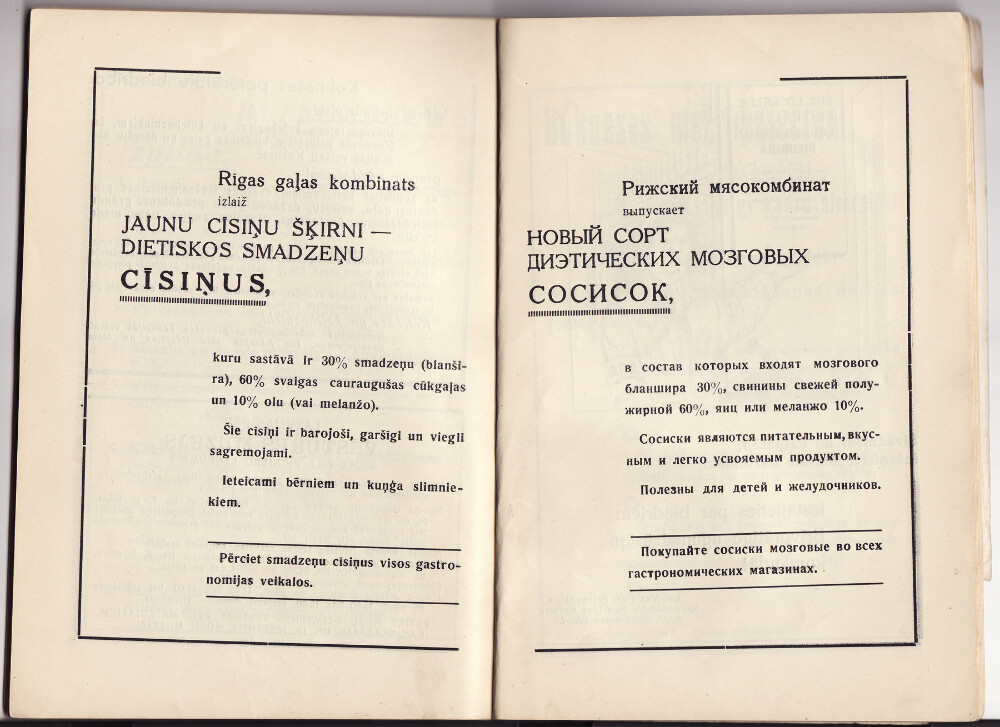 Rīgas gaļas kombinats
izlaiž
JAUNU CĪSIŅU ŠĶIRNI —
DIETISKOS SMADZEŅU
CĪSIŅUS,
kuru sastāvā ir 30% smadzeņu (blanši-
ra), 60% svaigas cauraugušas cūkgaļas
un 10% olu (vai melanžo).
Šie cīsiņi ir barojoši, garšīgi un viegli
sagremojami.
Ieteicami bērniem un kuņģa slimnie-
kiem.
Pērciet smadzeņu cīsiņus visos gastro-
nomijas veikalos.
Рижский мясокомбинат
выпускает
НОВЫЙ СОРТ
ДИЭТИЧЕСКИХ МОЗГОВЫХ
СОСИСОК,
в состав которых входят мозгового
бланшира 30%, свинины свежей полу-
жирной 60%, яиц или меланжо 10%.
Сосиски являются питательным, вкус-
ным и легко усвояемым продуктом.
Полезны для детей и желудочников.
Покупайте сосиски мозговые во всех
гастрономических магазинах.